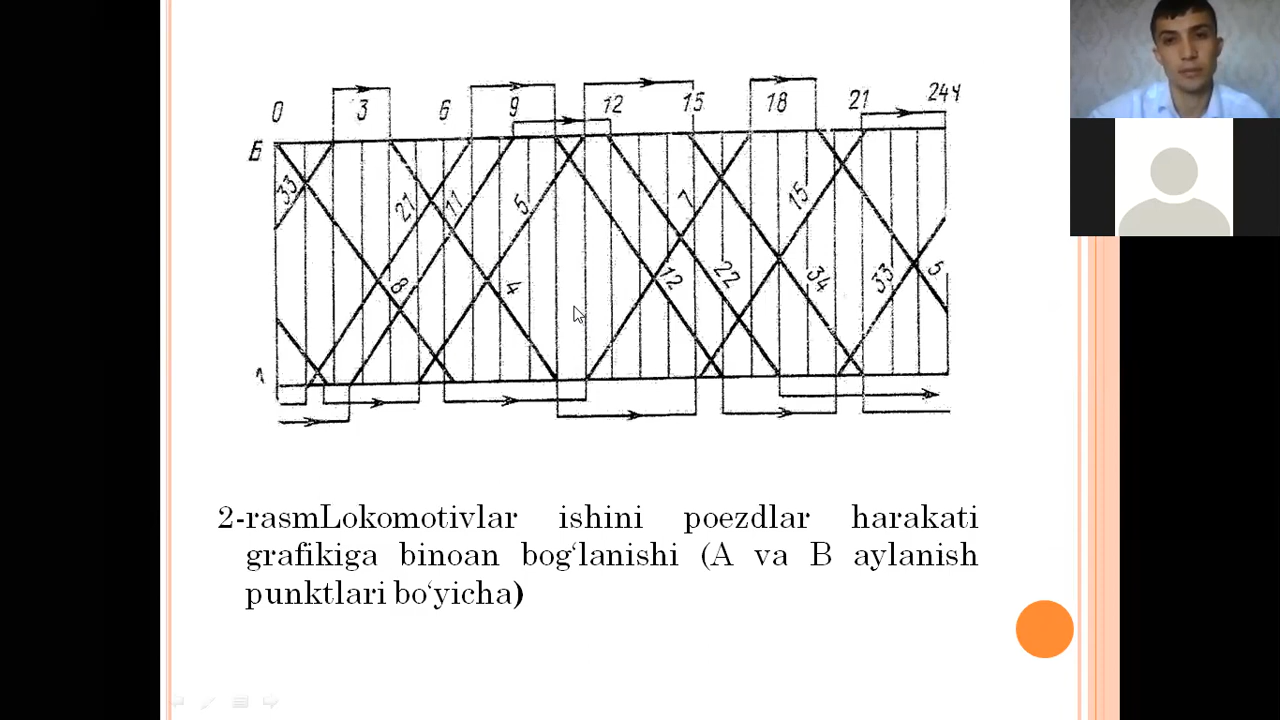 0 3 6 9 12 15 18 21 24ч
Б
33 21 11 5 7 15
8 4 12 22 34 33 5
2-rasmLokomotivlar ishini poezdlar harakati
grafikiga binoan bog‘lanishi (A va B aylanish
punktlari bo‘yicha)